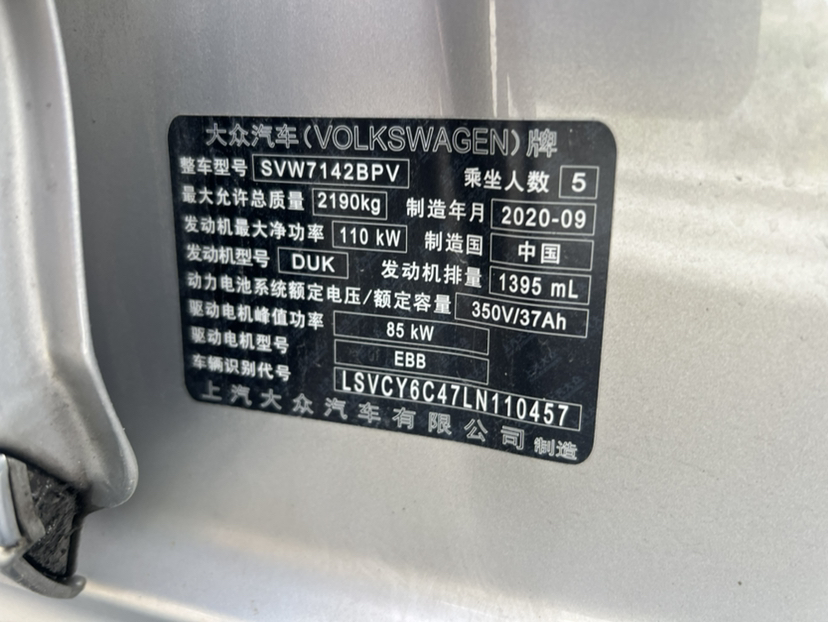 大众汽车(VOLKSWAGEN)牌
整车型号 SVW7142BPV 乘坐人数 5
最大允许总质量 2190kg 制造年月 2020-09
发动机最大净功率 110 kW 制造国 中国
发动机型号 DUK 发动机排量 1395 mL
动力电池系统额定电压/额定容量 350V/37Ah
驱动电机峰值功率 85 kW
驱动电机型号 EBB
车辆识别代号 LSVCY6C47LN110457
上汽大众汽车有限公司 制造